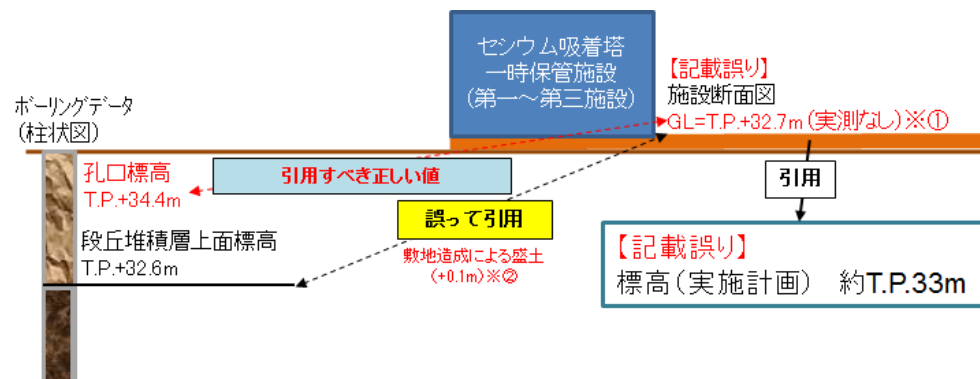 セシウム吸着塔
一時保管施設
(第一～第三施設)
【記載誤り】
施設断面図
GL=T.P.+32.7m(実測なし)※①
ボーリングデータ
(柱状図)
孔口標高
T.P.+34.4m
引用すべき正しい値
引用
誤って引用
段丘堆積層上面標高
T.P.+32.6m
敷地造成による盛土
(+0.1m)※②
【記載誤り】
標高(実施計画) 約T.P.33m